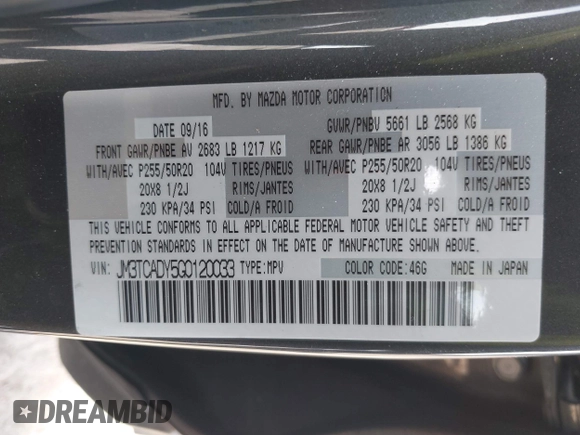 MFD. BY MAZDA MOTOR CORPORATION
DATE 09/16 GVWR/PNBV 5661 LB 2568 KG
FRONT GAWR/PNBE AV 2683 LB 1217 KG REAR GAWR/PNBE AR 3056 LB 1386 KG
WITH/AVEC P255/50R20 104V TIRES/PNEUS WITH/AVEC P255/50R20 104V TIRES/PNEUS
20X8 1/2J RIMS/JANTES 20X8 1/2J RIMS/JANTES
230 KPA/34 PSI COLD/A FROID 230 KPA/34 PSI COLD/A FROID
THIS VEHICLE CONFORMS TO ALL APPLICABLE FEDERAL MOTOR VEHICLE SAFETY AND THEFT
PREVENTION STANDARDS IN EFFECT ON THE DATE OF MANUFACTURE SHOWN ABOVE.
VIN: JM3TCADY5G0120033 TYPE:MPV COLOR CODE:46G MADE IN JAPAN
DREAMBID